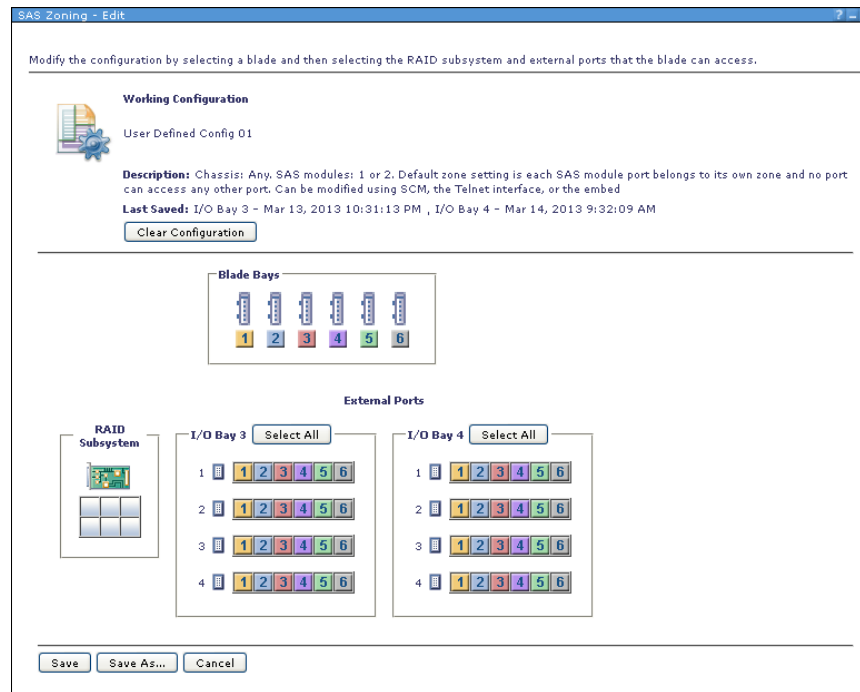 SAS Zoning - Edit ? _
Modify the configuration by selecting a blade and then selecting the RAID subsystem and external ports that the blade can access.
Working Configuration
User Defined Config 01
Description: Chassis: Any. SAS modules: 1 or 2. Default zone setting is each SAS module port belongs to its own zone and no port
can access any other port. Can be modified using SCM, the Telnet interface, or the embed
Last Saved: I/O Bay 3 - Mar 13, 2013 10:31:13 PM , I/O Bay 4 - Mar 14, 2013 9:32:09 AM
Clear Configuration
Blade Bays
1 2 3 4 5 6
External Ports
RAID
Subsystem
I/O Bay 3 Select All
1 1 2 3 4 5 6
2 1 2 3 4 5 6
3 1 2 3 4 5 6
4 1 2 3 4 5 6
I/O Bay 4 Select All
1 1 2 3 4 5 6
2 1 2 3 4 5 6
3 1 2 3 4 5 6
4 1 2 3 4 5 6
Save Save As... Cancel